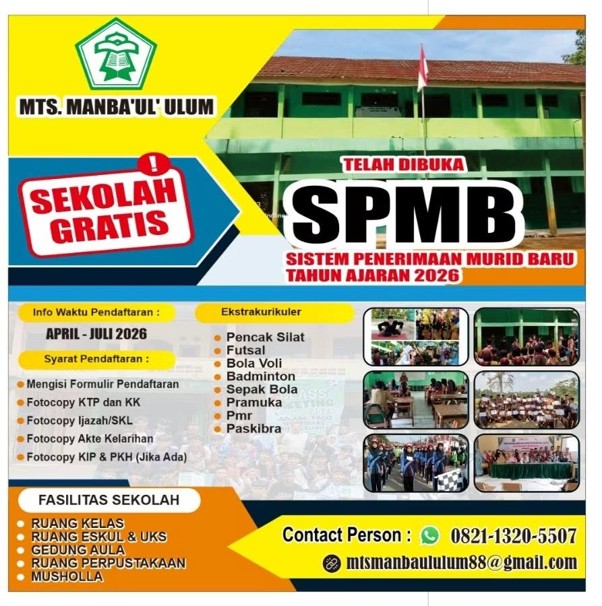 MTS. MANBA'UL' ULUM
SEKOLAH
GRATIS
!
TELAH DIBUKA
SPMB
SISTEM PENERIMAAN MURID BARU
TAHUN AJARAN 2026
Info Waktu Pendaftaran :
APRIL - JULI 2026
Syarat Pendaftaran :
Mengisi Formulir Pendaftaran
Fotocopy KTP dan KK
Fotocopy Ijazah/SKL
Fotocopy Akte Kelarihan
Fotocopy KIP & PKH (Jika Ada)
Ekstrakurikuler
Pencak Silat
Futsal
Bola Voli
Badminton
Sepak Bola
Pramuka
Pmr
Paskibra
FASILITAS SEKOLAH
RUANG KELAS
RUANG ESKUL & UKS
GEDUNG AULA
RUANG PERPUSTAKAAN
MUSHOLLA
Contact Person : 0821-1320-5507
mtsmanbaululum88@gmail.com